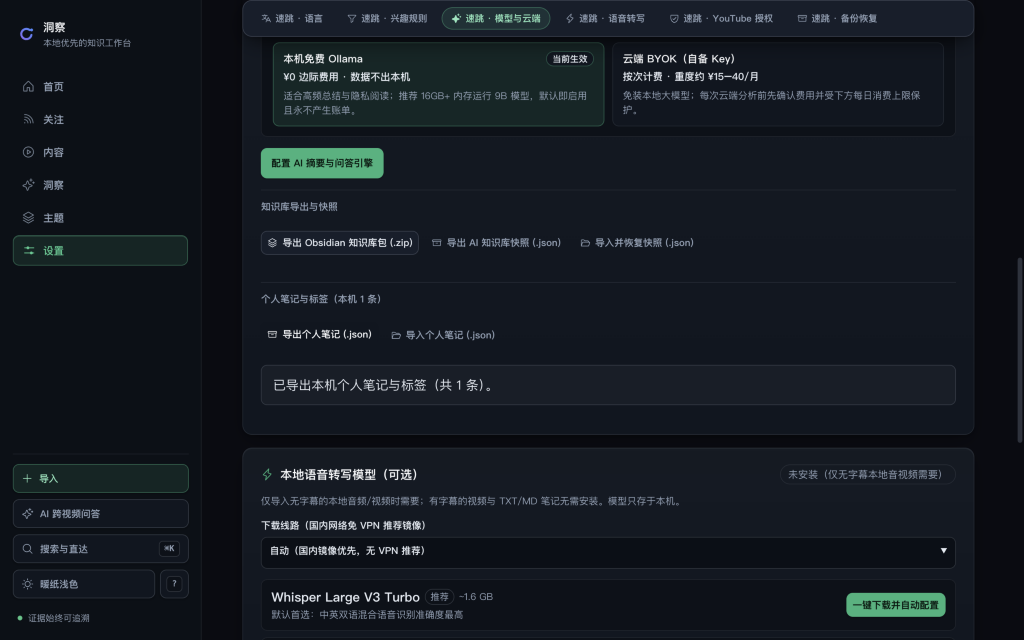 洞察
本地优先的知识工作台
首页
关注
内容
洞察
主题
设置
导入
AI 跨视频问答
搜索与直达 ⌘K
暖纸浅色 ?
证据始终可追溯
速跳 · 语言 速跳 · 兴趣规则 速跳 · 模型与云端 速跳 · 语音转写 速跳 · YouTube 授权 速跳 · 备份恢复
本机免费 Ollama 当前生效
¥0 边际费用 · 数据不出本机
适合高频总结与隐私阅读；推荐 16GB+ 内存运行 9B 模型，默认即启用
且永不产生账单。
云端 BYOK（自备 Key）
按次计费 · 重度约 ¥15—40/月
免装本地大模型；每次云端分析前先确认费用并受下方每日消费上限保
护。
配置 AI 摘要与问答引擎
知识库导出与快照
导出 Obsidian 知识库包 (.zip) 导出 AI 知识库快照 (.json) 导入并恢复快照 (.json)
个人笔记与标签（本机 1 条）
导出个人笔记 (.json) 导入个人笔记 (.json)
已导出本机个人笔记与标签（共 1 条）。
本地语音转写模型（可选） 未安装（仅无字幕本地音视频需要）
仅导入无字幕的本地音频/视频时需要；有字幕的视频与 TXT/MD 笔记无需安装。模型只存于本机。
下载线路（国内网络免 VPN 推荐镜像）
自动（国内镜像优先，无 VPN 推荐）
Whisper Large V3 Turbo 推荐 ~1.6 GB
默认首选：中英双语混合语音识别准确度最高
一键下载并自动配置